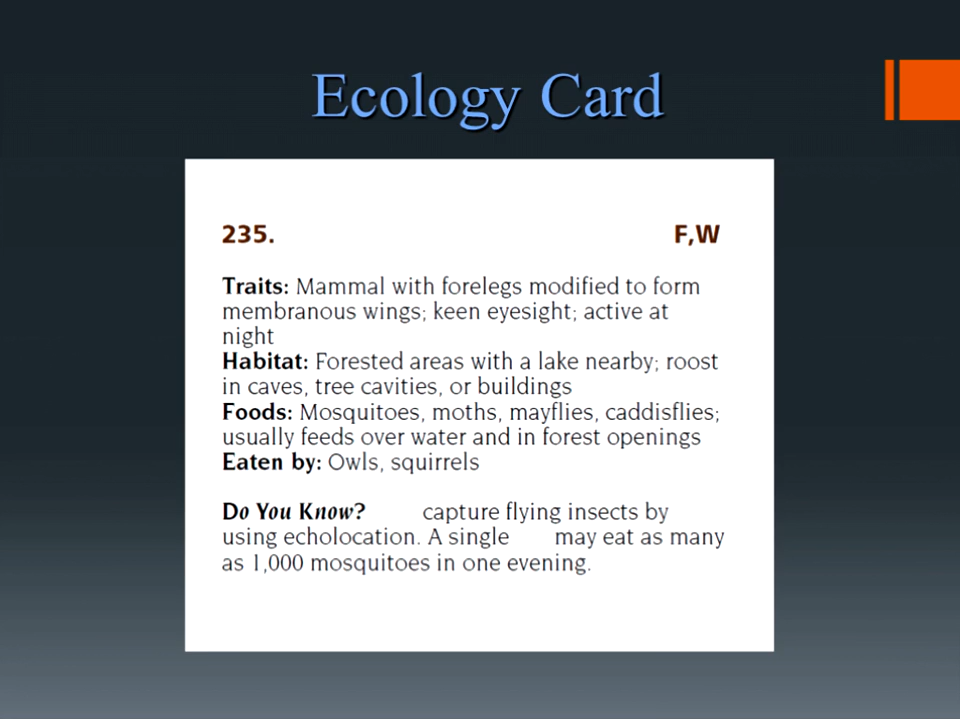 Ecology Card
235. F,W
Traits: Mammal with forelegs modified to form
membranous wings; keen eyesight; active at
night
Habitat: Forested areas with a lake nearby; roost
in caves, tree cavities, or buildings
Foods: Mosquitoes, moths, mayflies, caddisflies;
usually feeds over water and in forest openings
Eaten by: Owls, squirrels
Do You Know? capture flying insects by
using echolocation. A single may eat as many
as 1,000 mosquitoes in one evening.